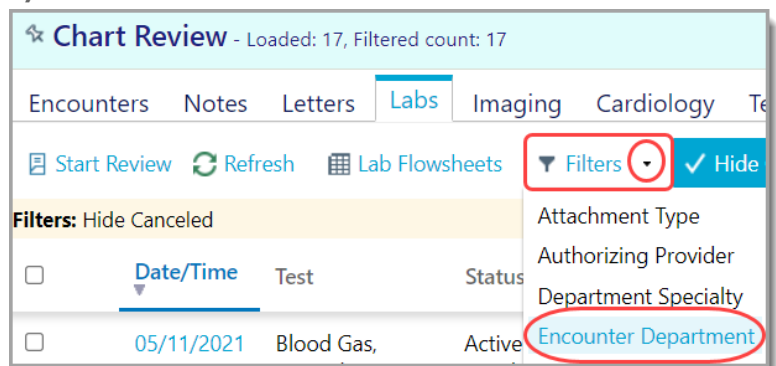 Chart Review - Loaded: 17, Filtered count: 17
Encounters Notes Letters Labs Imaging Cardiology
Start Review Refresh Lab Flowsheets Filters Hide
Filters: Hide Canceled
Attachment Type
Authorizing Provider
Department Specialty
Encounter Department
Date/Time Test Status
05/11/2021 Blood Gas, Active